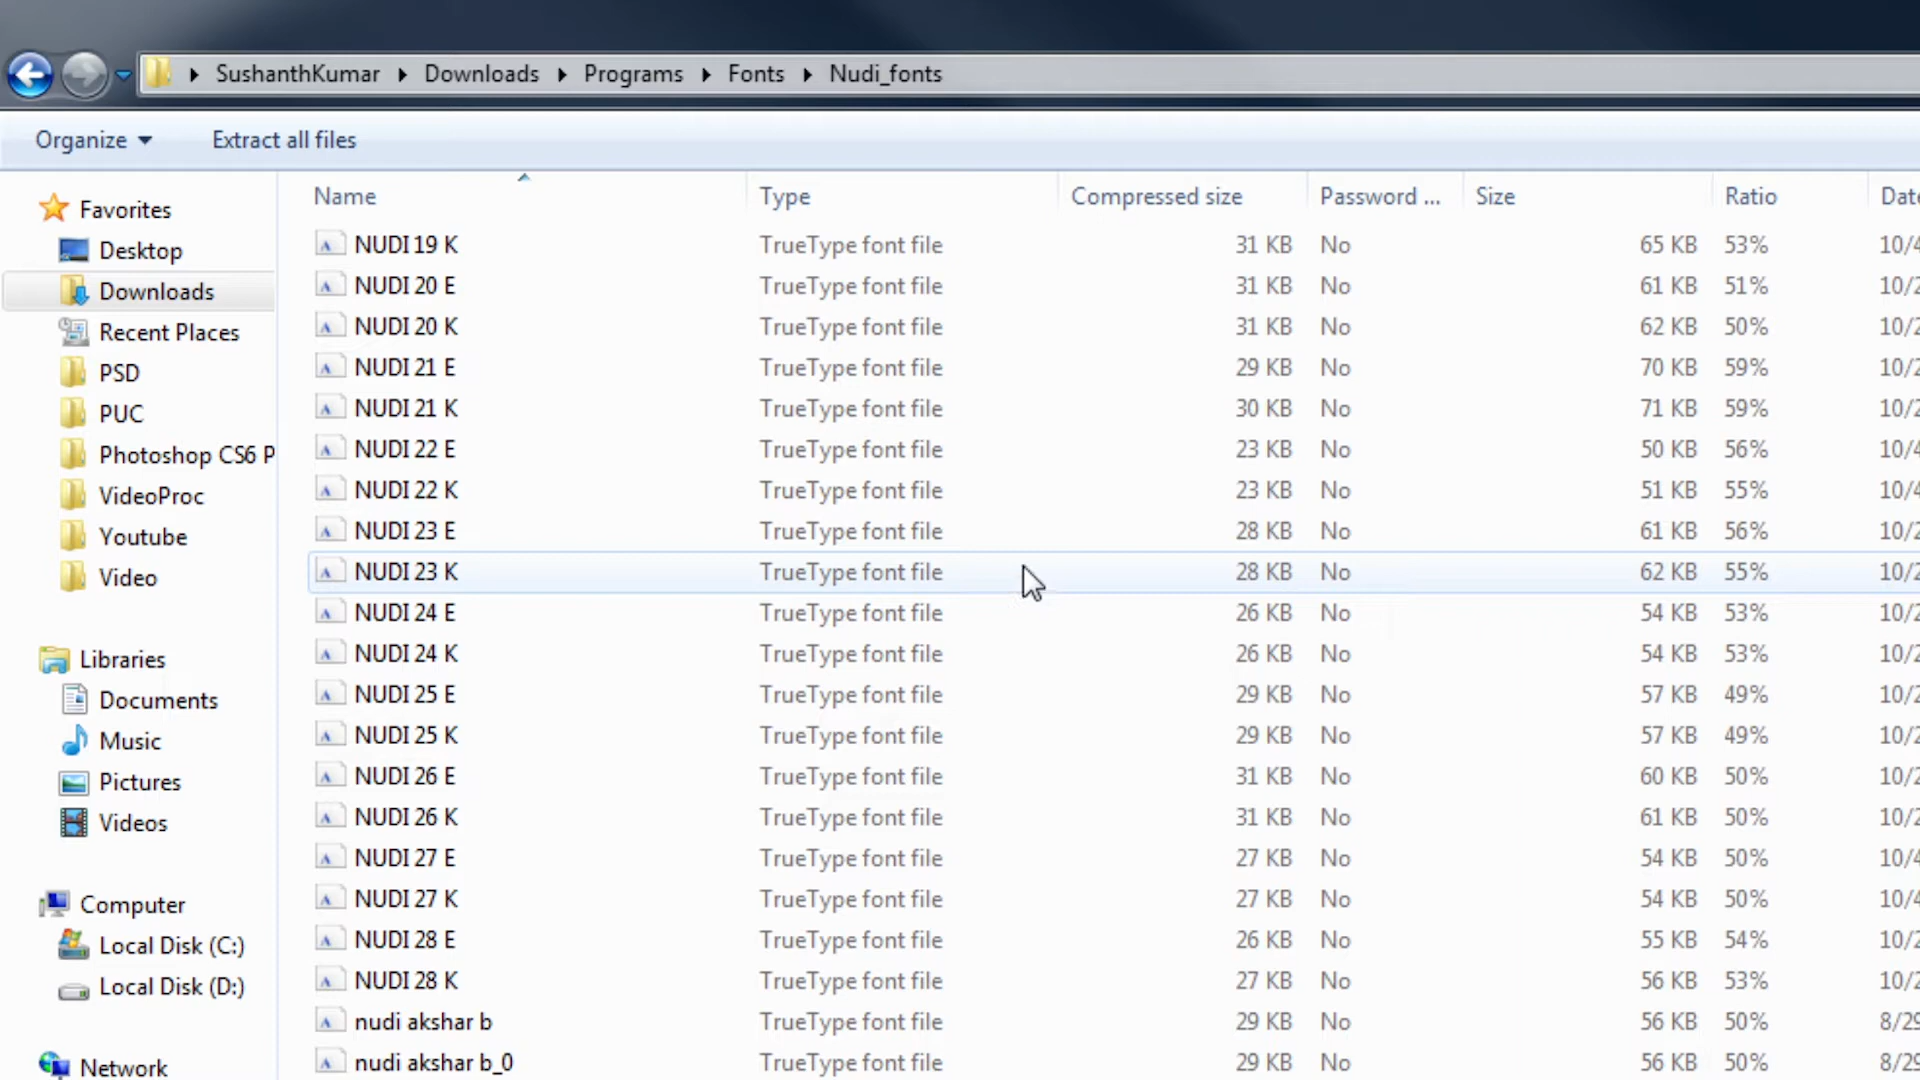 SushanthKumar Downloads Programs Fonts Nudi_fonts
Organize Extract all files
Name Type Compressed size Password ... Size Ratio Date
Favorites
Desktop
Downloads
Recent Places
PSD
PUC
Photoshop CS6 P
VideoProc
Youtube
Video
Libraries
Documents
Music
Pictures
Videos
Computer
Local Disk (C:)
Local Disk (D:)
Network
NUDI 19 K TrueType font file 31 KB No 65 KB 53% 10/4
NUDI 20 E TrueType font file 31 KB No 61 KB 51% 10/2
NUDI 20 K TrueType font file 31 KB No 62 KB 50% 10/2
NUDI 21 E TrueType font file 29 KB No 70 KB 59% 10/2
NUDI 21 K TrueType font file 30 KB No 71 KB 59% 10/2
NUDI 22 E TrueType font file 23 KB No 50 KB 56% 10/4
NUDI 22 K TrueType font file 23 KB No 51 KB 55% 10/4
NUDI 23 E TrueType font file 28 KB No 61 KB 56% 10/2
NUDI 23 K TrueType font file 28 KB No 62 KB 55% 10/2
NUDI 24 E TrueType font file 26 KB No 54 KB 53% 10/2
NUDI 24 K TrueType font file 26 KB No 54 KB 53% 10/2
NUDI 25 E TrueType font file 29 KB No 57 KB 49% 10/2
NUDI 25 K TrueType font file 29 KB No 57 KB 49% 10/2
NUDI 26 E TrueType font file 31 KB No 60 KB 50% 10/2
NUDI 26 K TrueType font file 31 KB No 61 KB 50% 10/2
NUDI 27 E TrueType font file 27 KB No 54 KB 50% 10/4
NUDI 27 K TrueType font file 27 KB No 54 KB 50% 10/4
NUDI 28 E TrueType font file 26 KB No 55 KB 54% 10/2
NUDI 28 K TrueType font file 27 KB No 56 KB 53% 10/2
nudi akshar b TrueType font file 29 KB No 56 KB 50% 8/29
nudi akshar b_0 TrueType font file 29 KB No 56 KB 50% 8/29